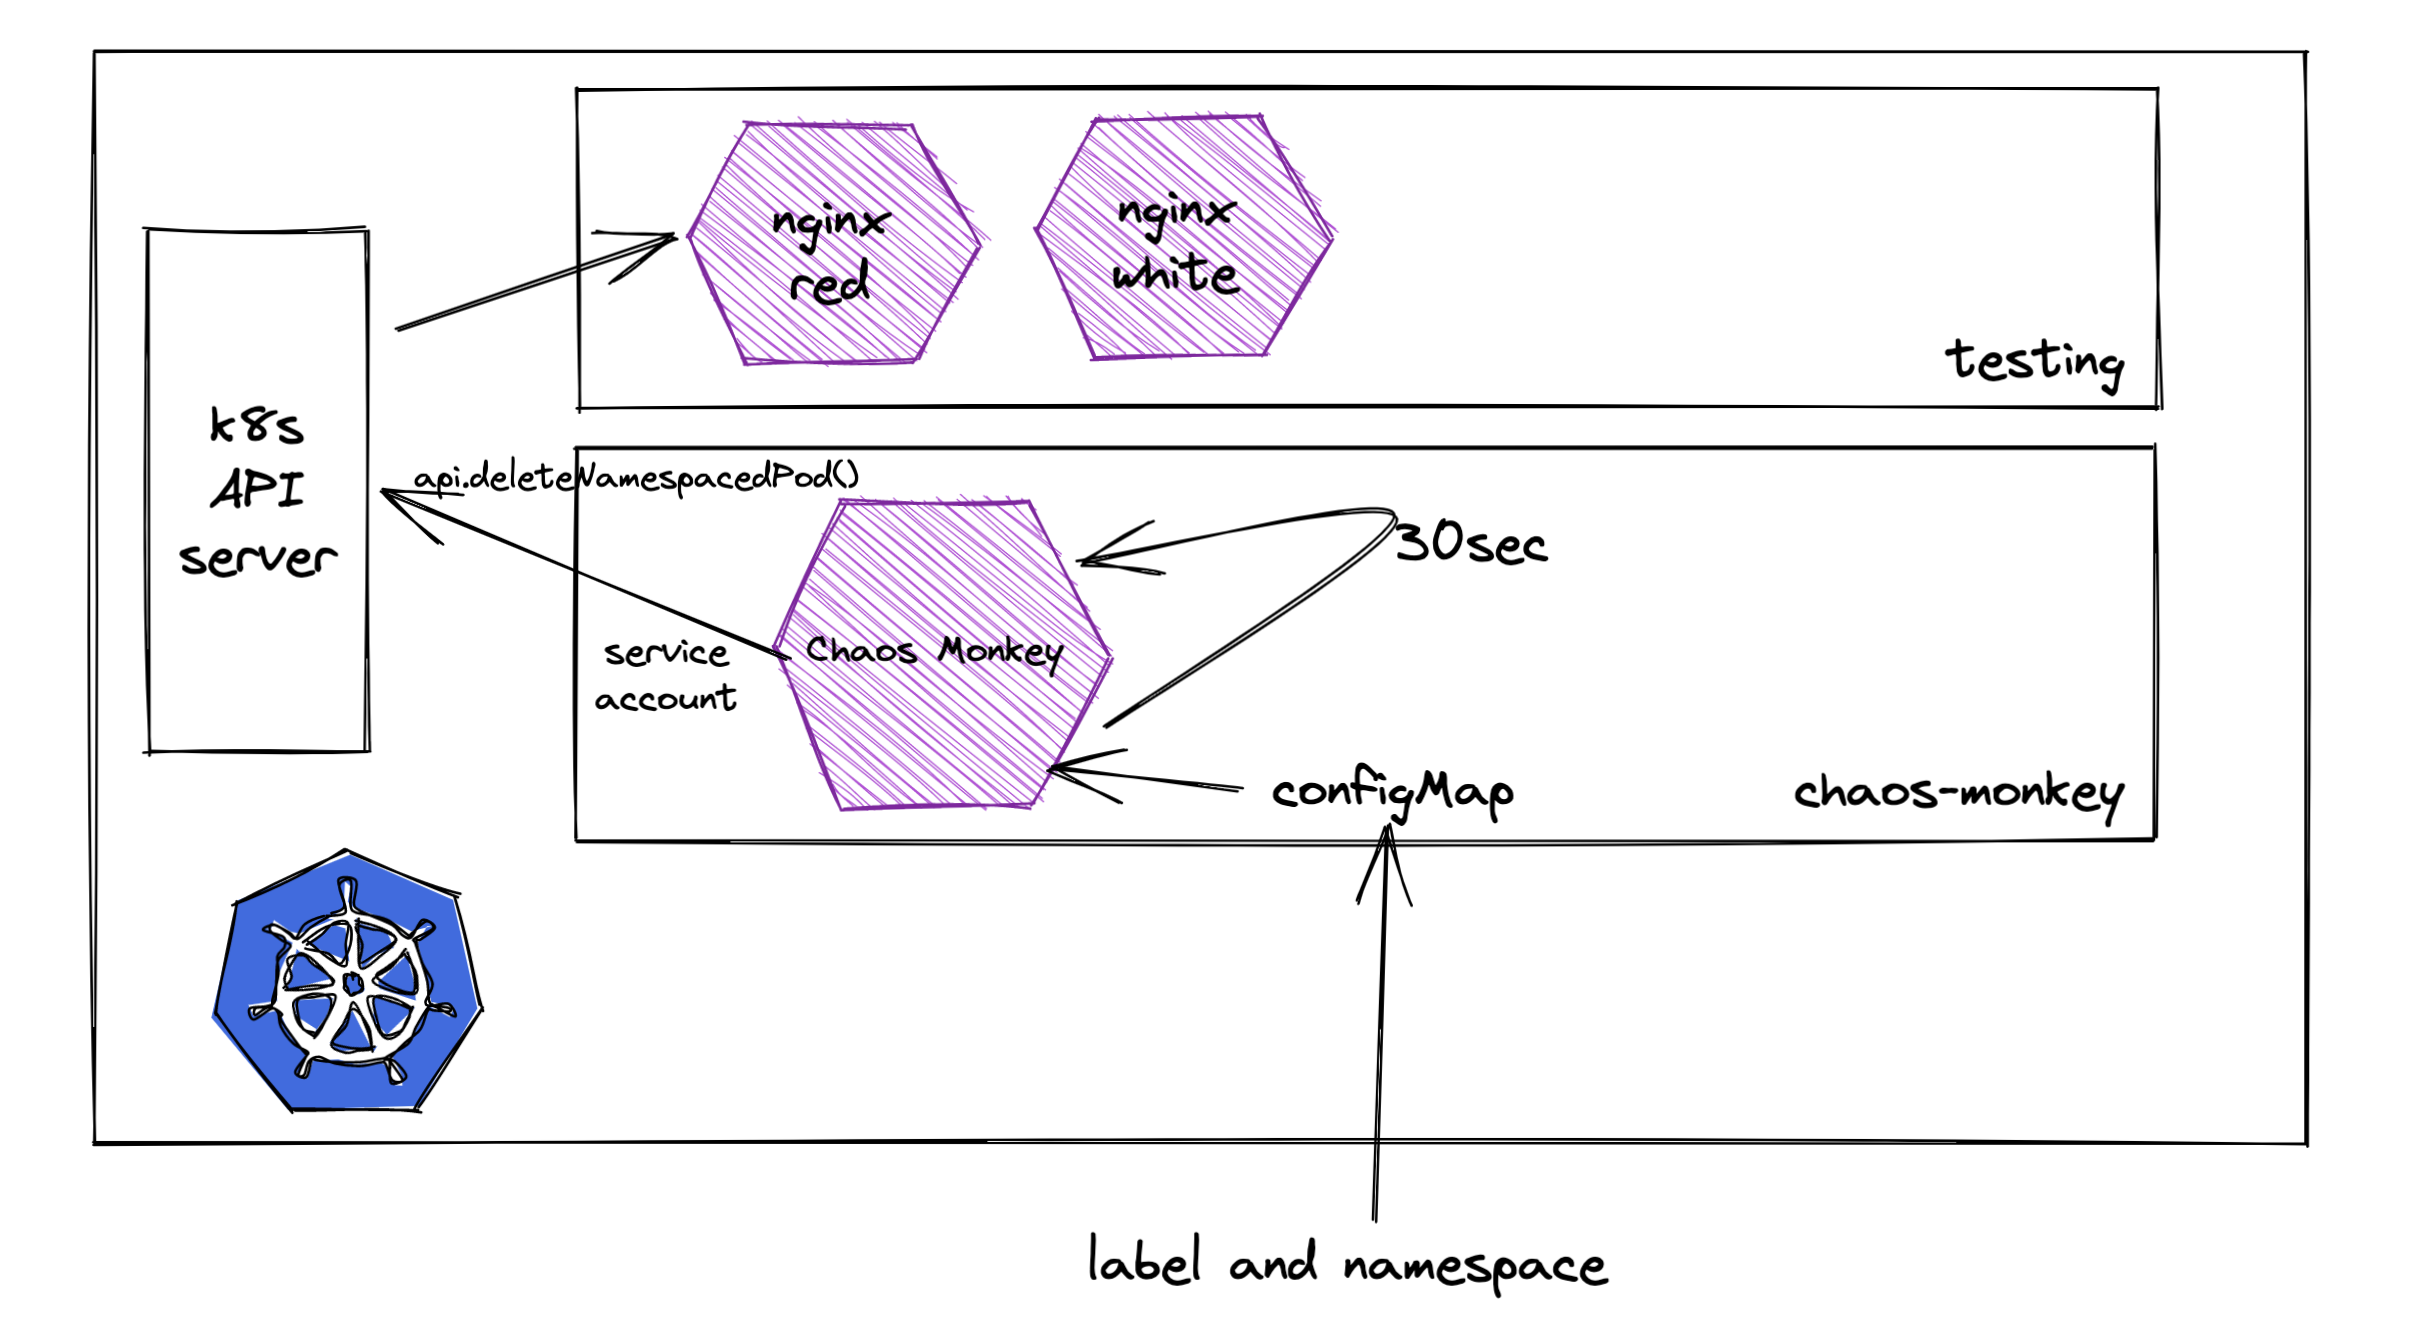 nginx
red
nginx
white
testing
k8s
API
server
api.deleteNamespacedPod()
30sec
service
account
Chaos Monkey
configMap
chaos-monkey
label and namespace